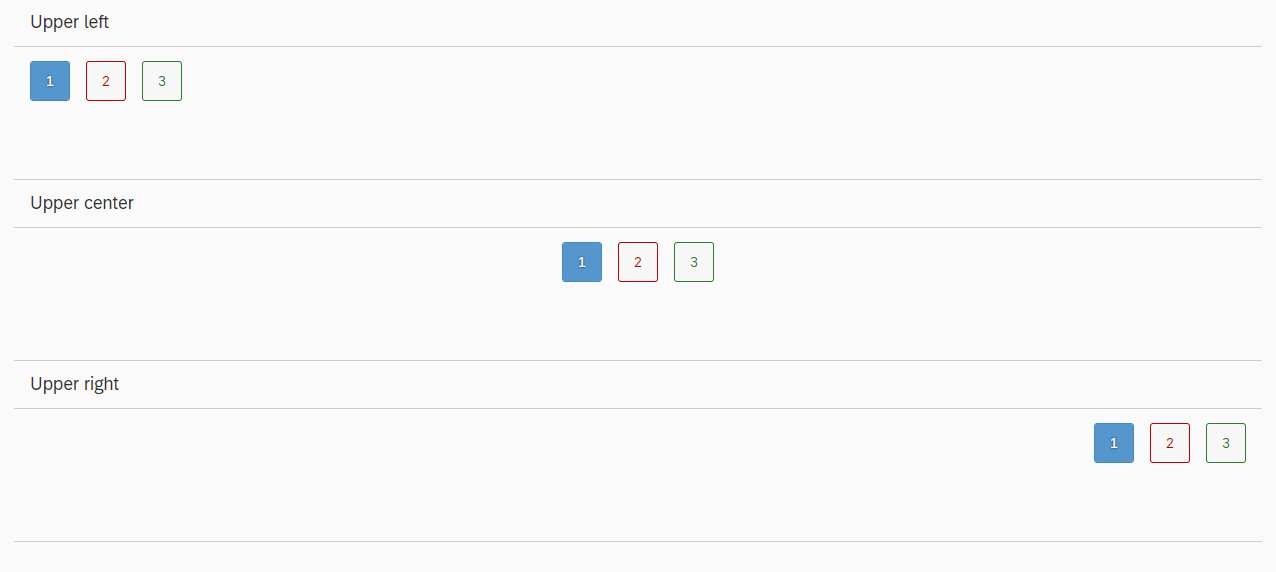 Upper left
1 2 3
Upper center
1 2 3
Upper right
1 2 3